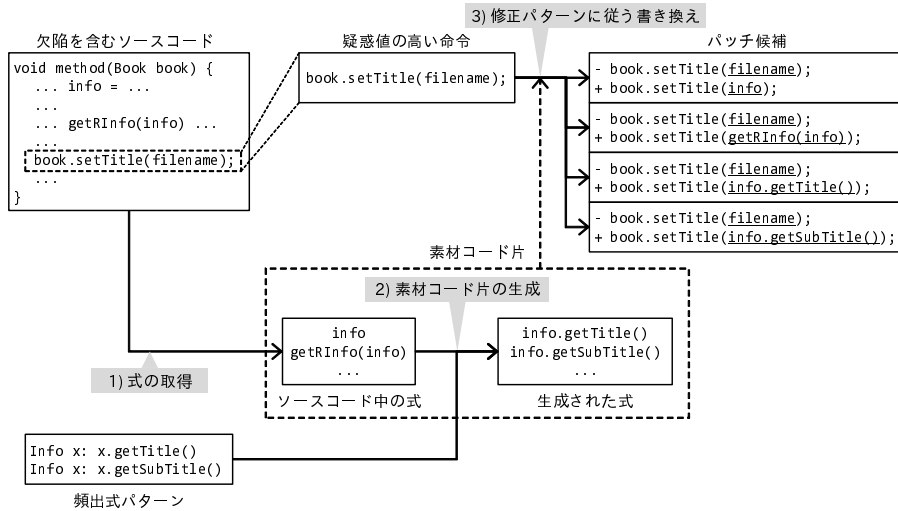 3) 修正パターンに従う書き換え
欠陥を含むソースコード
疑惑値の高い命令
パッチ候補
void method(Book book) {
... info = ...
...
... getRInfo(info) ...
...
book.setTitle(filename);
...
}
book.setTitle(filename);
- book.setTitle(filename);
+ book.setTitle(info);
- book.setTitle(filename);
+ book.setTitle(getRInfo(info));
- book.setTitle(filename);
+ book.setTitle(info.getTitle());
- book.setTitle(filename);
+ book.setTitle(info.getSubTitle());
素材コード片
2) 素材コード片の生成
info
getRInfo(info)
...
info.getTitle()
info.getSubTitle()
...
1) 式の取得
ソースコード中の式
生成された式
Info x: x.getTitle()
Info x: x.getSubTitle()
頻出式パターン